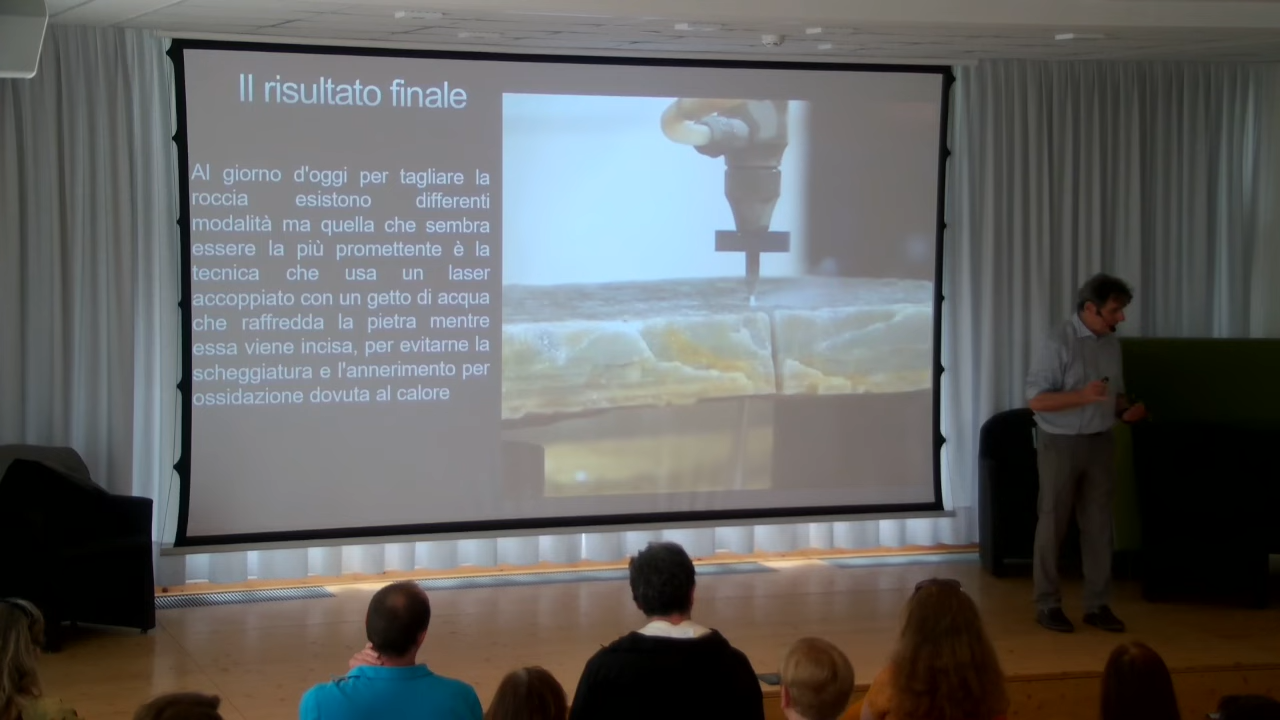 Il risultato finale
Al giorno d'oggi per tagliare la
roccia esistono differenti
modalità ma quella che sembra
essere la più promettente è la
tecnica che usa un laser
accoppiato con un getto di acqua
che raffredda la pietra mentre
essa viene incisa, per evitarne la
scheggiatura e l'annerimento per
ossidazione dovuta al calore